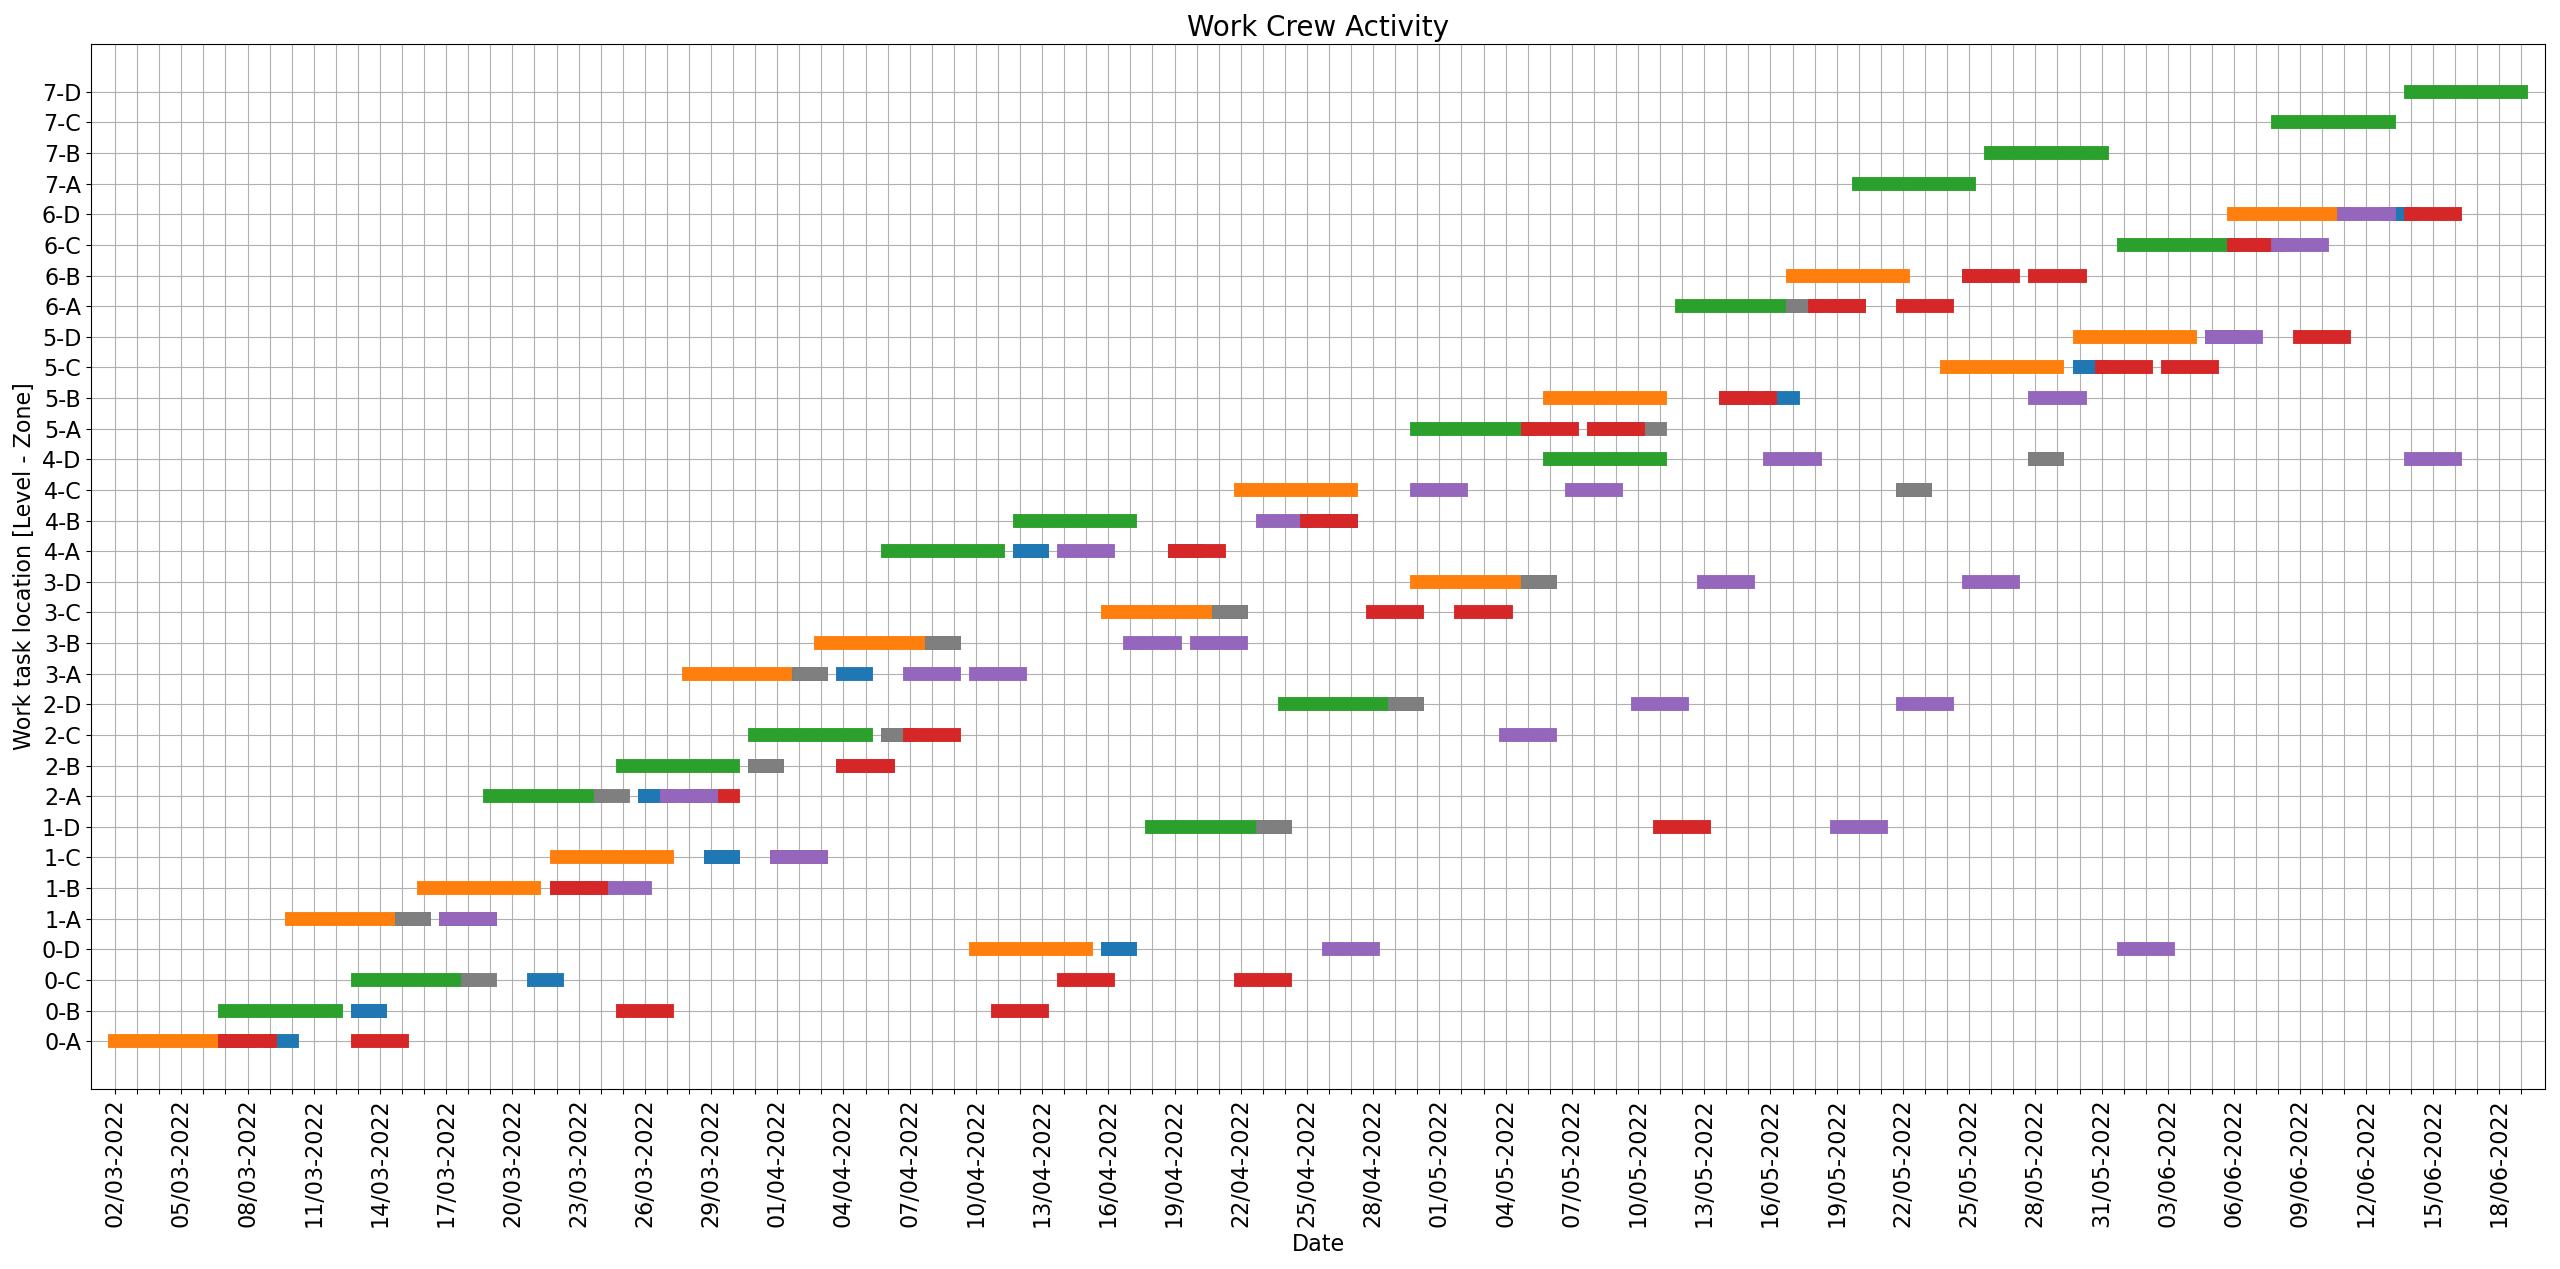 Work Crew Activity
Work task location [Level - Zone]
7-D
7-C
7-B
7-A
6-D
6-C
6-B
6-A
5-D
5-C
5-B
5-A
4-D
4-C
4-B
4-A
3-D
3-C
3-B
3-A
2-D
2-C
2-B
2-A
1-D
1-C
1-B
1-A
0-D
0-C
0-B
0-A
02/03-2022
05/03-2022
08/03-2022
11/03-2022
14/03-2022
17/03-2022
20/03-2022
23/03-2022
26/03-2022
29/03-2022
01/04-2022
04/04-2022
07/04-2022
10/04-2022
13/04-2022
16/04-2022
19/04-2022
22/04-2022
25/04-2022
28/04-2022
01/05-2022
04/05-2022
07/05-2022
10/05-2022
13/05-2022
16/05-2022
19/05-2022
22/05-2022
25/05-2022
28/05-2022
31/05-2022
03/06-2022
06/06-2022
09/06-2022
12/06-2022
15/06-2022
18/06-2022
Date